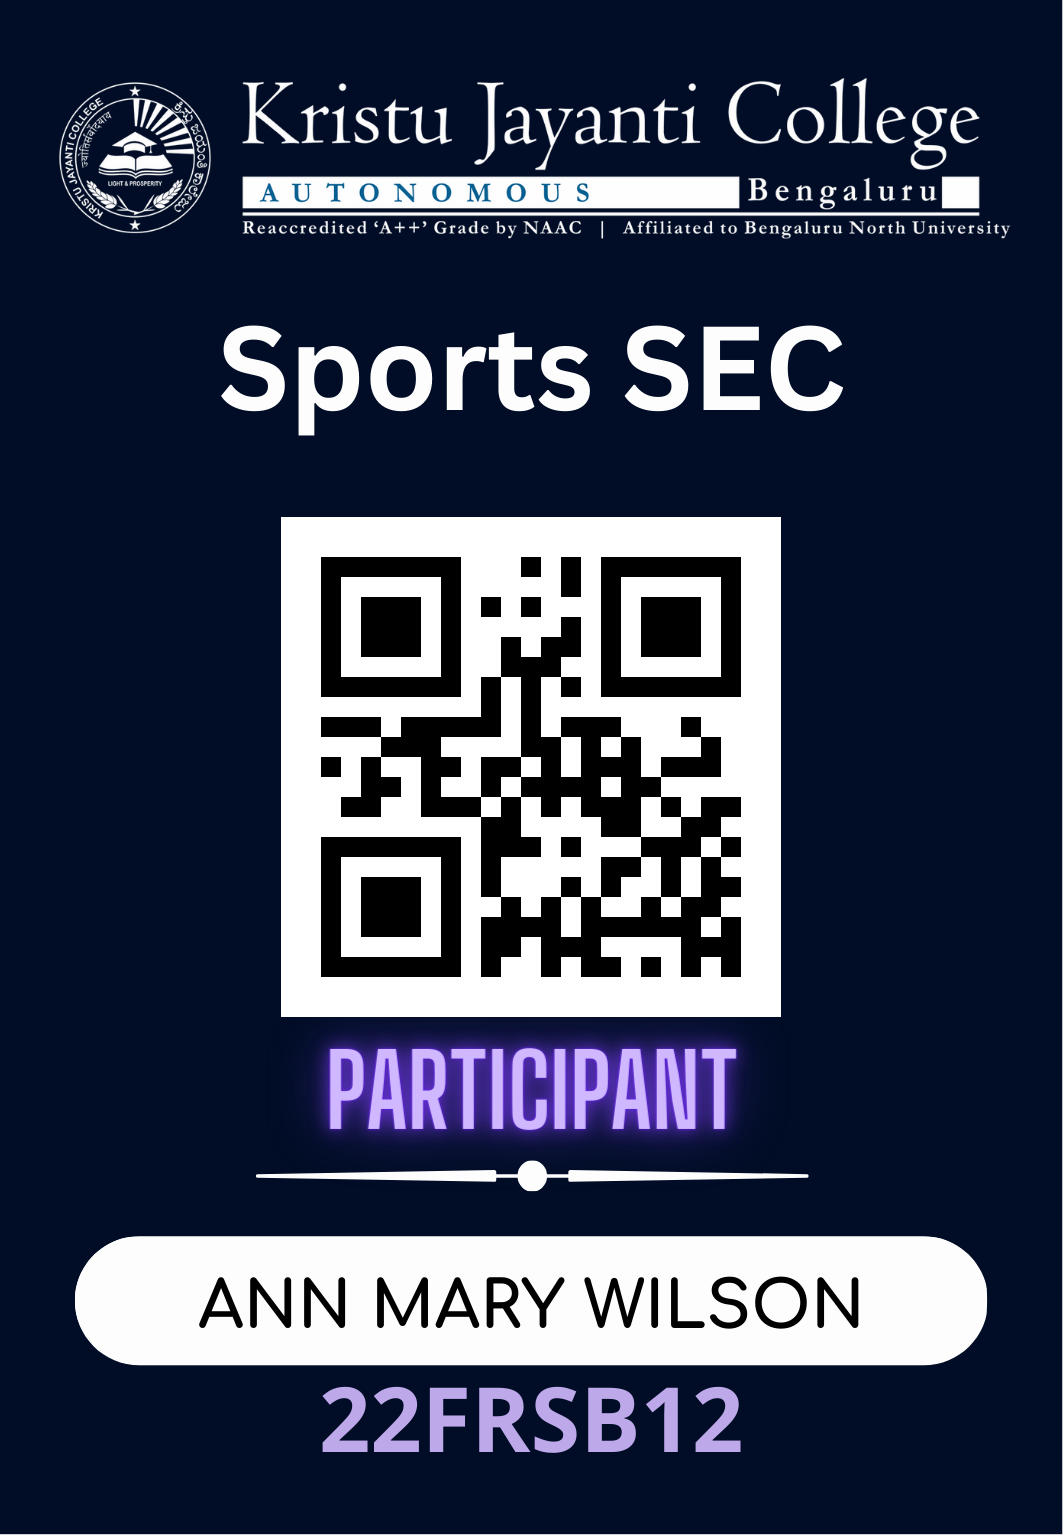 Kristu Jayanti College
AUTONOMOUS Bengaluru
Reaccredited ‘A++’ Grade by NAAC | Affiliated to Bengaluru North University
KRISTU JAYANTI COLLEGE
LIGHT & PROSPERITY
Sports SEC
PARTICIPANT
ANN MARY WILSON
22FRSB12